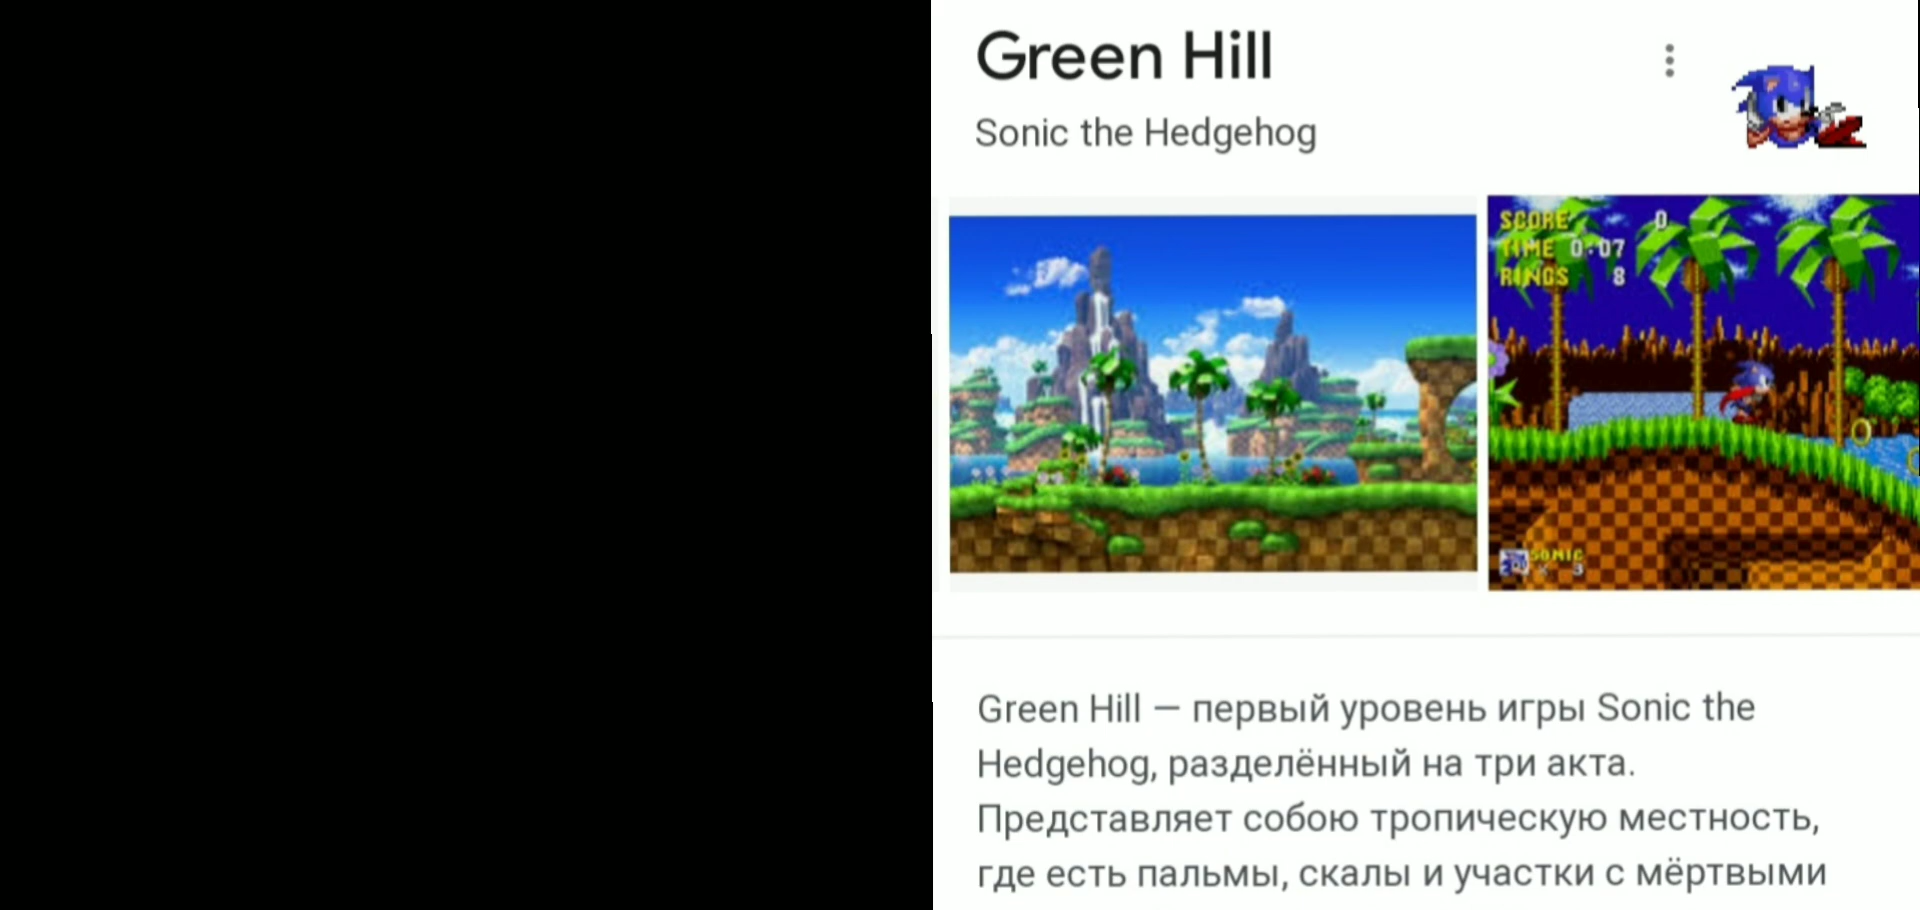 Green Hill
Sonic the Hedgehog
SCORE 0
TIME 0:07
RINGS 8
SONIC
× 3
Green Hill — первый уровень игры Sonic the
Hedgehog, разделённый на три акта.
Представляет собою тропическую местность,
где есть пальмы, скалы и участки с мёртвыми